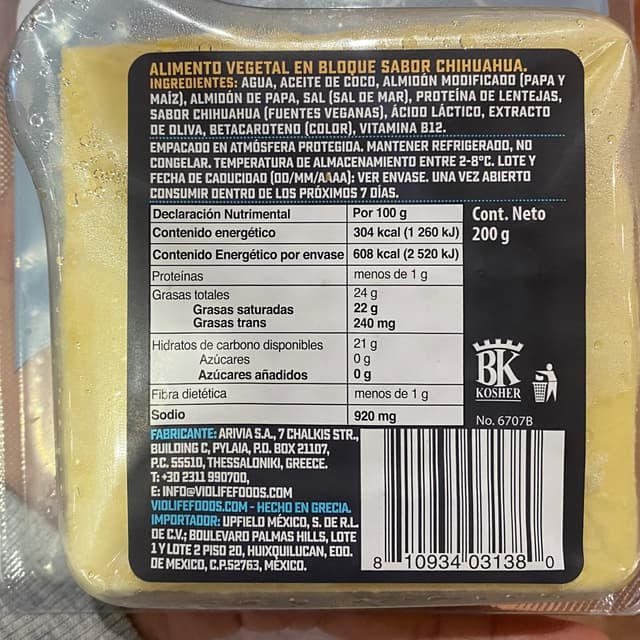 ALIMENTO VEGETAL EN BLOQUE SABOR CHIHUAHUA.
INGREDIENTES: AGUA, ACEITE DE COCO, ALMIDÓN MODIFICADO (PAPA Y
MAÍZ), ALMIDÓN DE PAPA, SAL (SAL DE MAR), PROTEÍNA DE LENTEJAS,
SABOR CHIHUAHUA (FUENTES VEGANAS), ÁCIDO LÁCTICO, EXTRACTO
DE OLIVA, BETACAROTENO (COLOR), VITAMINA B12.
EMPACADO EN ATMÓSFERA PROTEGIDA. MANTENER REFRIGERADO, NO
CONGELAR. TEMPERATURA DE ALMACENAMIENTO ENTRE 2-8°C. LOTE Y
FECHA DE CADUCIDAD (DD/MM/AAAA): VER ENVASE. UNA VEZ ABIERTO
CONSUMIR DENTRO DE LOS PRÓXIMOS 7 DÍAS.
Declaración Nutrimental Por 100 g
Contenido energético 304 kcal (1 260 kJ)
Contenido Energético por envase 608 kcal (2 520 kJ)
Proteínas menos de 1 g
Grasas totales 24 g
Grasas saturadas 22 g
Grasas trans 240 mg
Hidratos de carbono disponibles 21 g
Azúcares 0 g
Azúcares añadidos 0 g
Fibra dietética menos de 1 g
Sodio 920 mg
Cont. Neto
200 g
BK
KOSHER
No. 6707B
FABRICANTE: ARIVIA S.A., 7 CHALKIS STR.,
BUILDING C, PYLAIA, P.O. BOX 21107,
P.C. 55510, THESSALONIKI, GREECE.
T: +30 2311 990700,
E: INFO@VIOLIFEFOODS.COM
VIOLIFEFOODS.COM - HECHO EN GRECIA.
IMPORTADOR: UPFIELD MÉXICO, S. DE R.L.
DE C.V.; BOULEVARD PALMAS HILLS, LOTE
1 Y LOTE 2 PISO 20, HUIXQUILUCAN, EDO.
DE MEXICO, C.P.52763, MÉXICO.
8 10934 03138 0